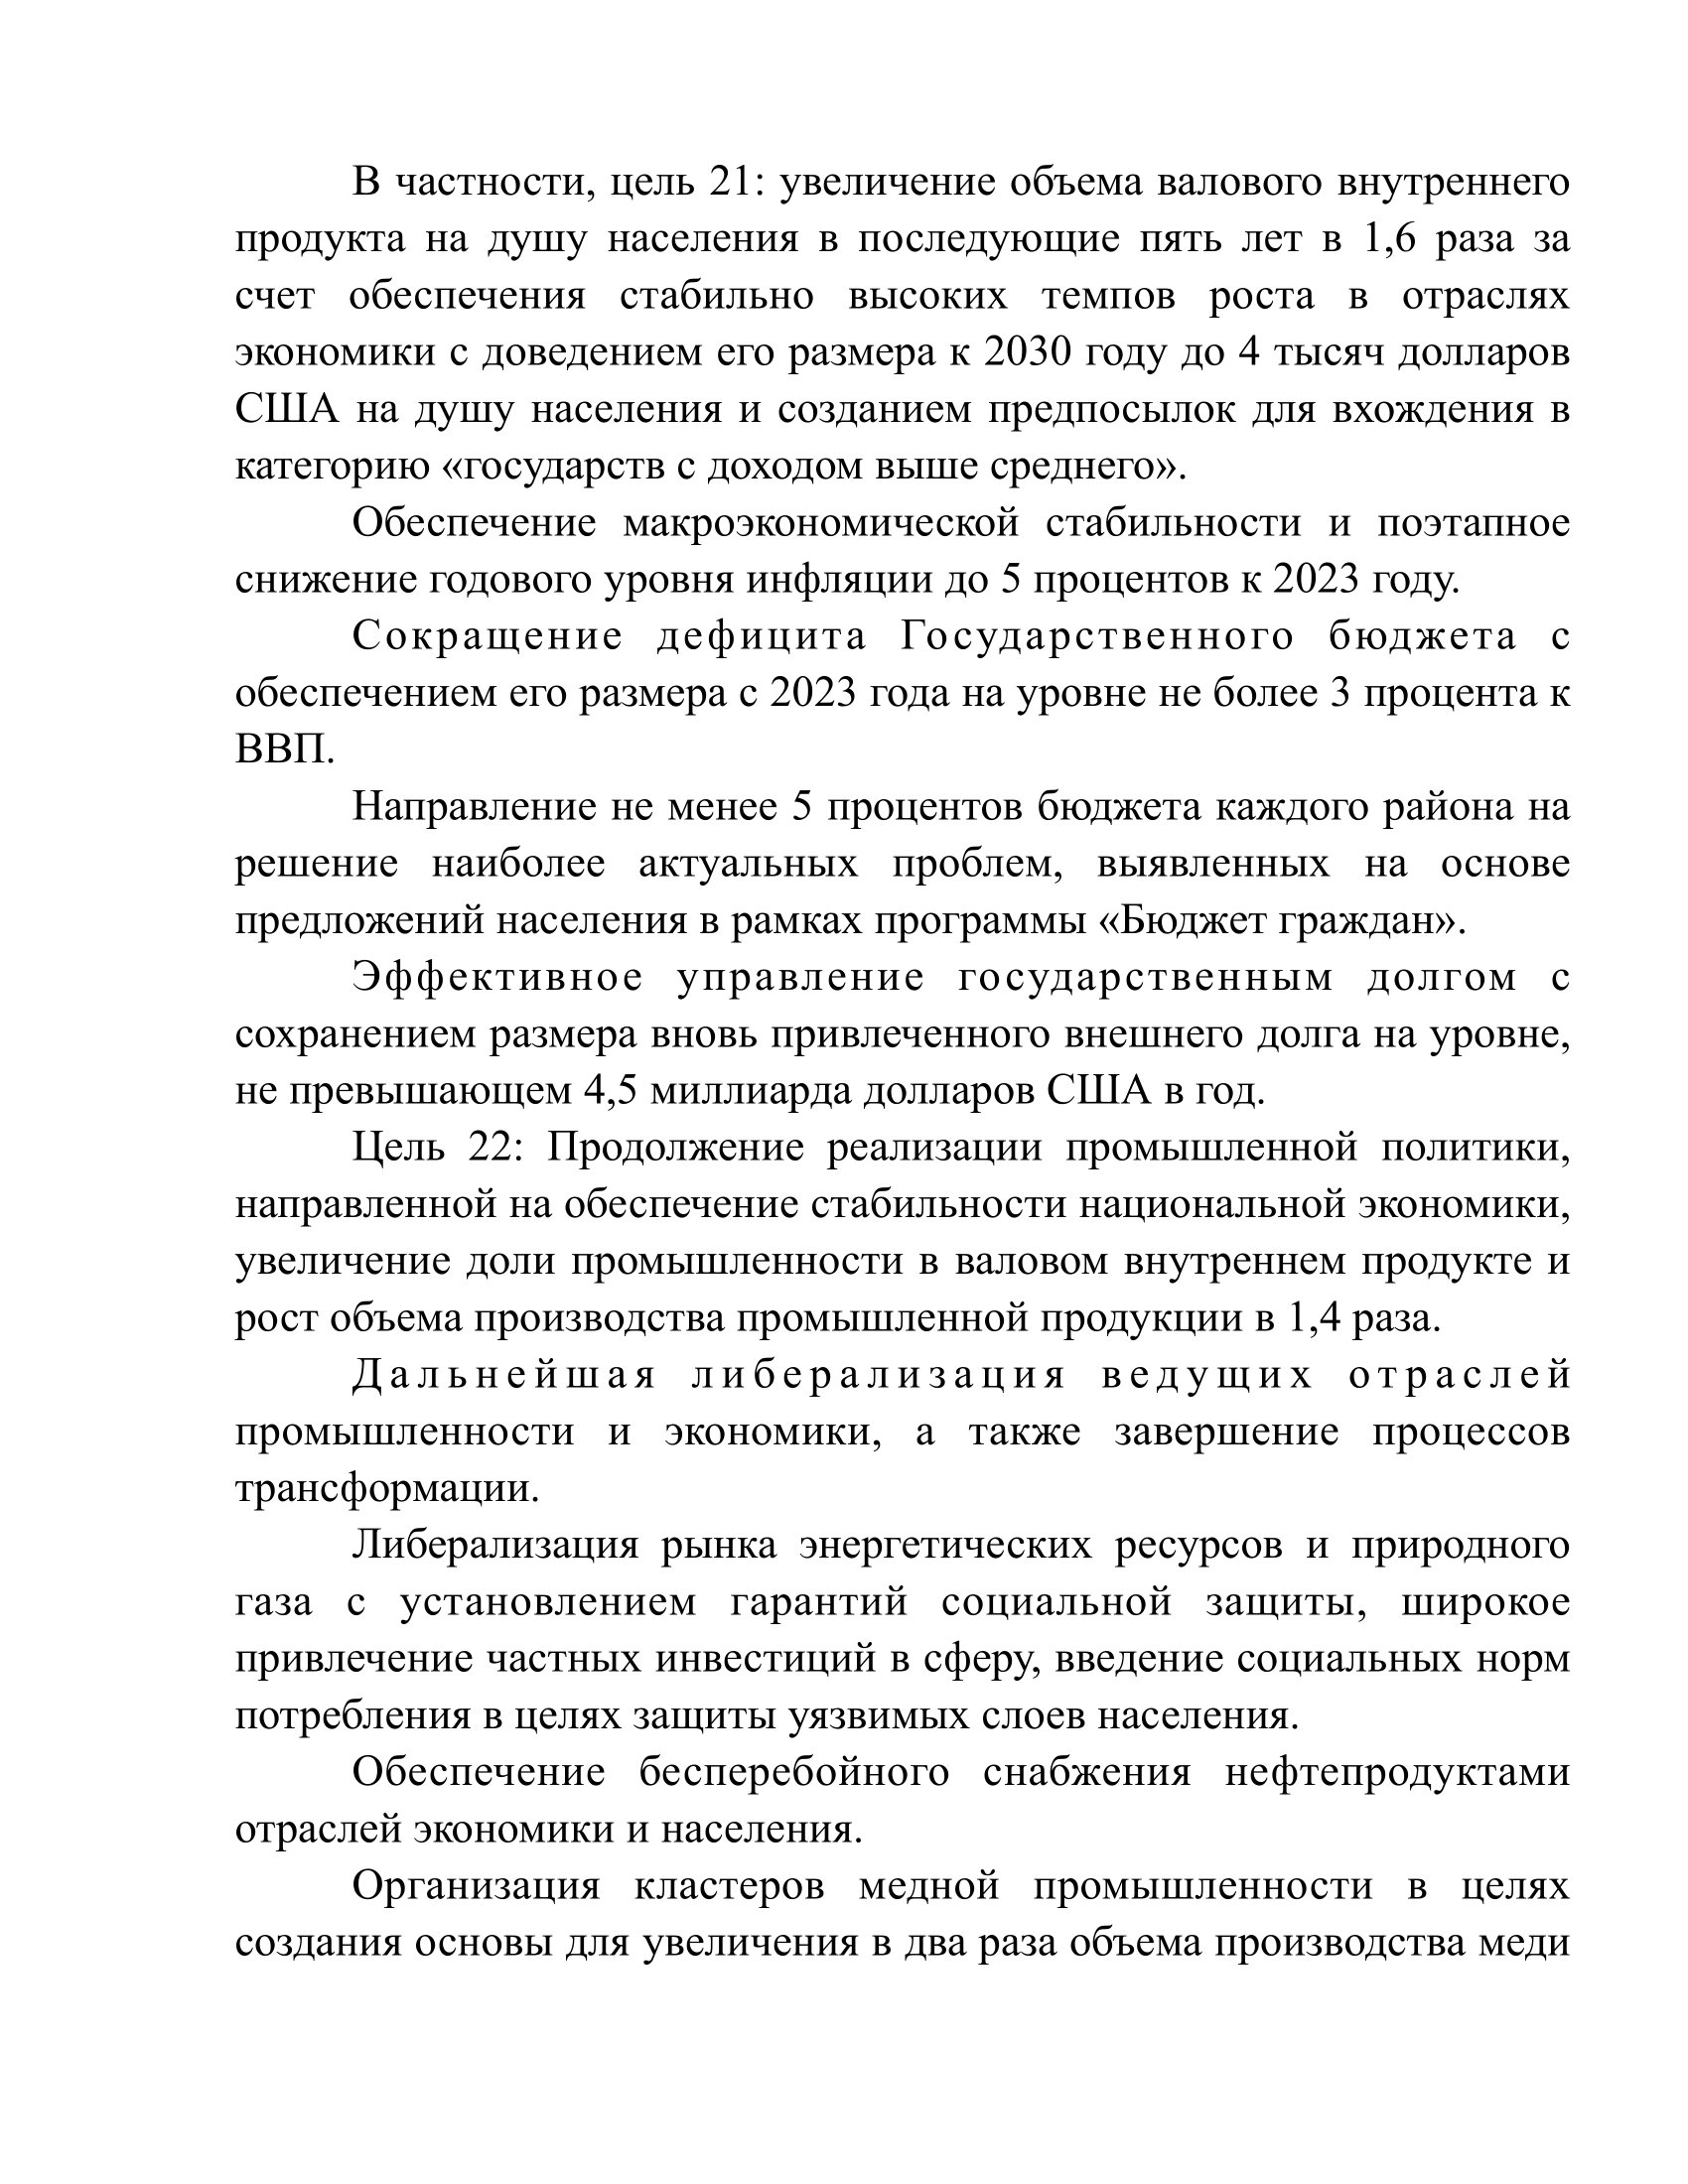 В частности, цель 21: увеличение объема валового внутреннего
продукта на душу населения в последующие пять лет в 1,6 раза за
счет обеспечения стабильно высоких темпов роста в отраслях
экономики с доведением его размера к 2030 году до 4 тысяч долларов
США на душу населения и созданием предпосылок для вхождения в
категорию «государств с доходом выше среднего».
Обеспечение макроэкономической стабильности и поэтапное
снижение годового уровня инфляции до 5 процентов к 2023 году.
Сокращение дефицита Государственного бюджета с
обеспечением его размера с 2023 года на уровне не более 3 процента к
ВВП.
Направление не менее 5 процентов бюджета каждого района на
решение наиболее актуальных проблем, выявленных на основе
предложений населения в рамках программы «Бюджет граждан».
Эффективное управление государственным долгом с
сохранением размера вновь привлеченного внешнего долга на уровне,
не превышающем 4,5 миллиарда долларов США в год.
Цель 22: Продолжение реализации промышленной политики,
направленной на обеспечение стабильности национальной экономики,
увеличение доли промышленности в валовом внутреннем продукте и
рост объема производства промышленной продукции в 1,4 раза.
Дальнейшая либерализация ведущих отраслей
промышленности и экономики, а также завершение процессов
трансформации.
Либерализация рынка энергетических ресурсов и природного
газа с установлением гарантий социальной защиты, широкое
привлечение частных инвестиций в сферу, введение социальных норм
потребления в целях защиты уязвимых слоев населения.
Обеспечение бесперебойного снабжения нефтепродуктами
отраслей экономики и населения.
Организация кластеров медной промышленности в целях
создания основы для увеличения в два раза объема производства меди